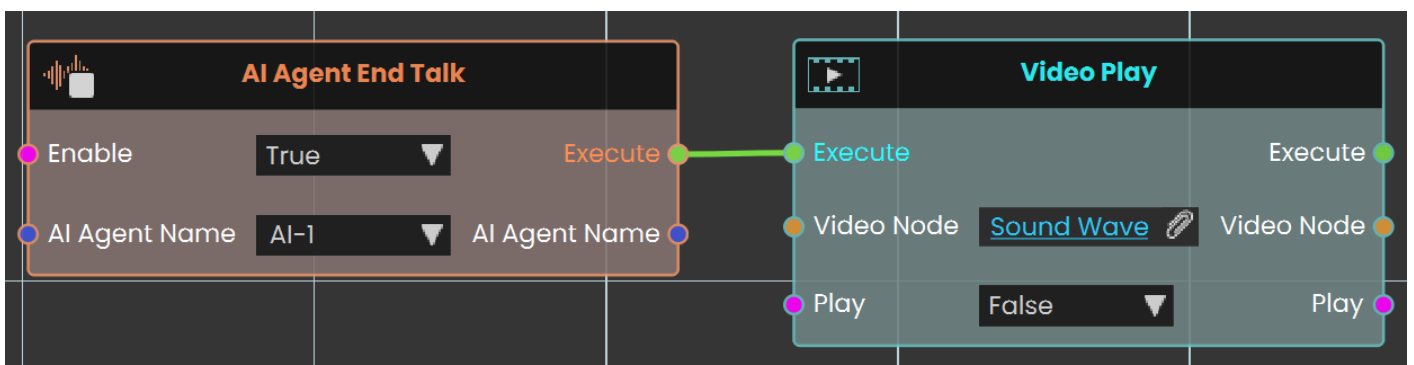 AI Agent End Talk
Enable True Execute
AI Agent Name AI-1 AI Agent Name
Video Play
Execute Execute
Video Node Sound Wave Video Node
Play False Play